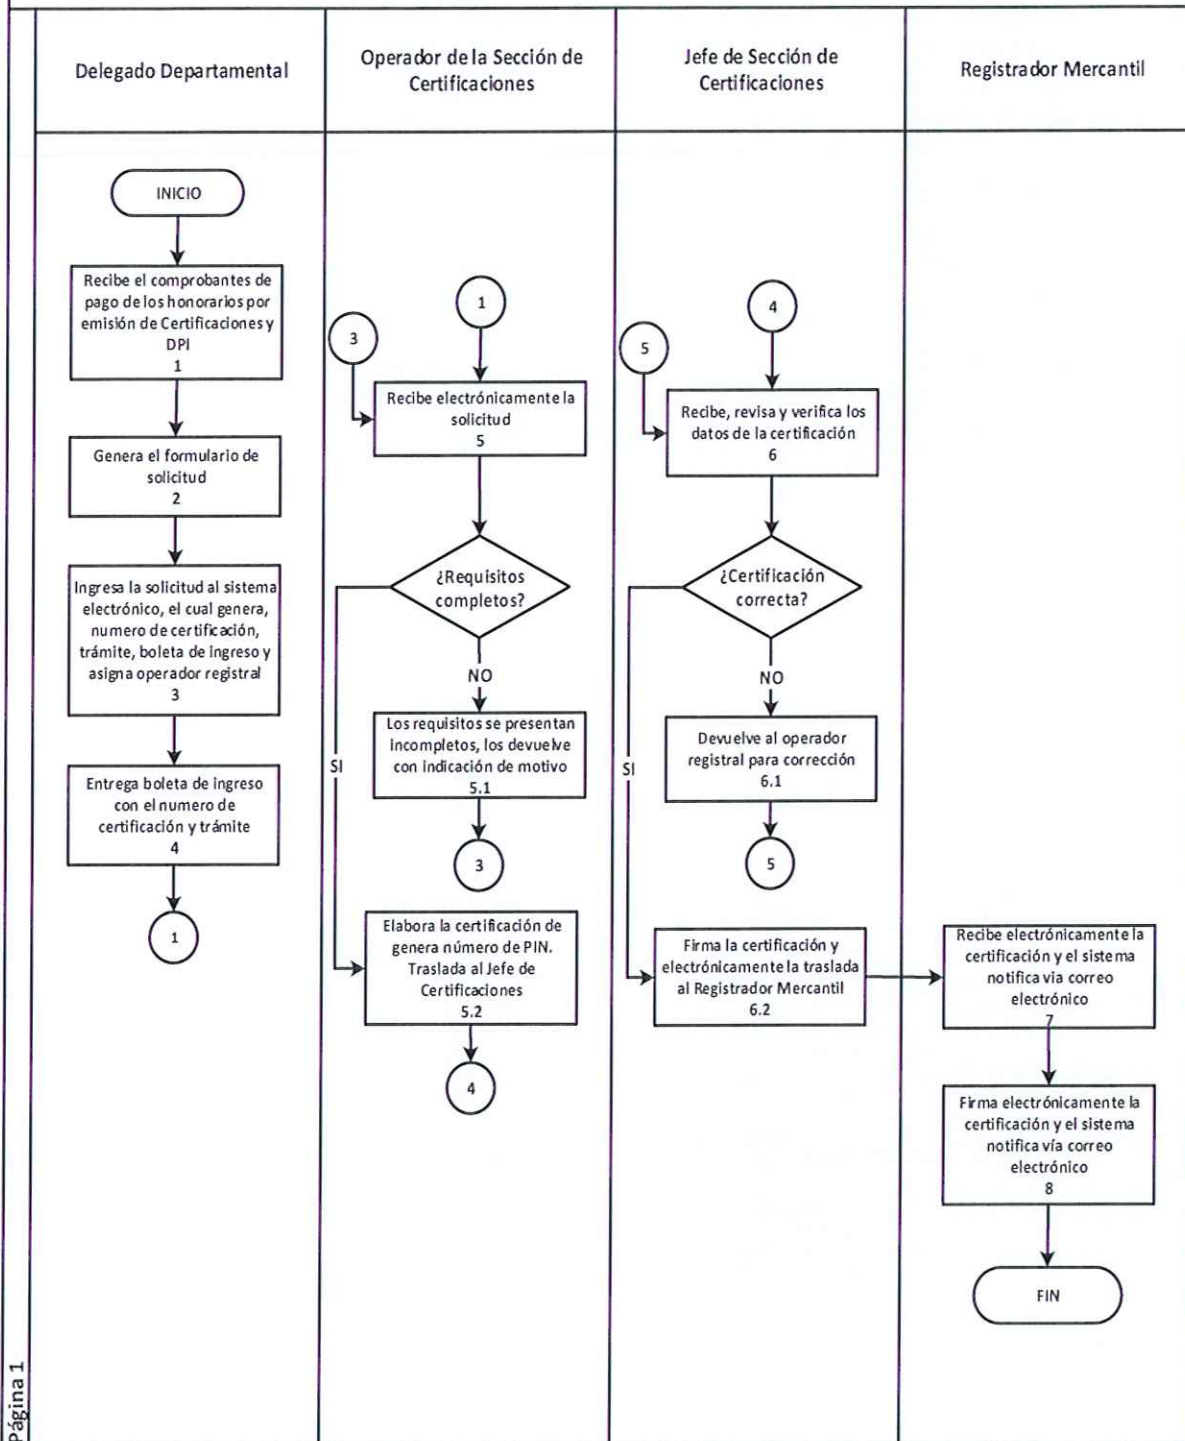 Delegado Departamental
Operador de la Sección de
Certificaciones
Jefe de Sección de
Certificaciones
Registrador Mercantil
INICIO
Recibe el comprobantes de
pago de los honorarios por
emisión de Certificaciones y
DPI
1
Genera el formulario de
solicitud
2
Ingresa la solicitud al sistema
electrónico, el cual genera,
numero de certificación,
trámite, boleta de ingreso y
asigna operador registral
3
Entrega boleta de ingreso
con el numero de
certificación y trámite
4
1
1
3
Recibe electrónicamente la
solicitud
5
¿Requisitos
completos?
NO
SI
Los requisitos se presentan
incompletos, los devuelve
con indicación de motivo
5.1
3
Elabora la certificación de
genera número de PIN.
Traslada al Jefe de
Certificaciones
5.2
4
4
5
Recibe, revisa y verifica los
datos de la certificación
6
¿Certificación
correcta?
NO
SI
Devuelve al operador
registral para corrección
6.1
5
Firma la certificación y
electrónicamente la traslada
al Registrador Mercantil
6.2
Recibe electrónicamente la
certificación y el sistema
notifica via correo
electrónico
7
Firma electrónicamente la
certificación y el sistema
notifica vía correo
electrónico
8
FIN
Página 1